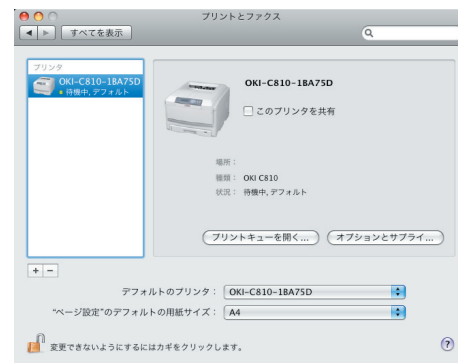 プリントとファクス
すべてを表示
プリンタ
OKI-C810-1BA75D
待機中, デフォルト
OKI-C810-1BA75D
このプリンタを共有
場所：
種類： OKI C810
状況： 待機中, デフォルト
プリントキューを開く... オプションとサプライ...
+ −
デフォルトのプリンタ： OKI-C810-1BA75D
“ページ設定”のデフォルトの用紙サイズ： A4
変更できないようにするにはカギをクリックします。
?